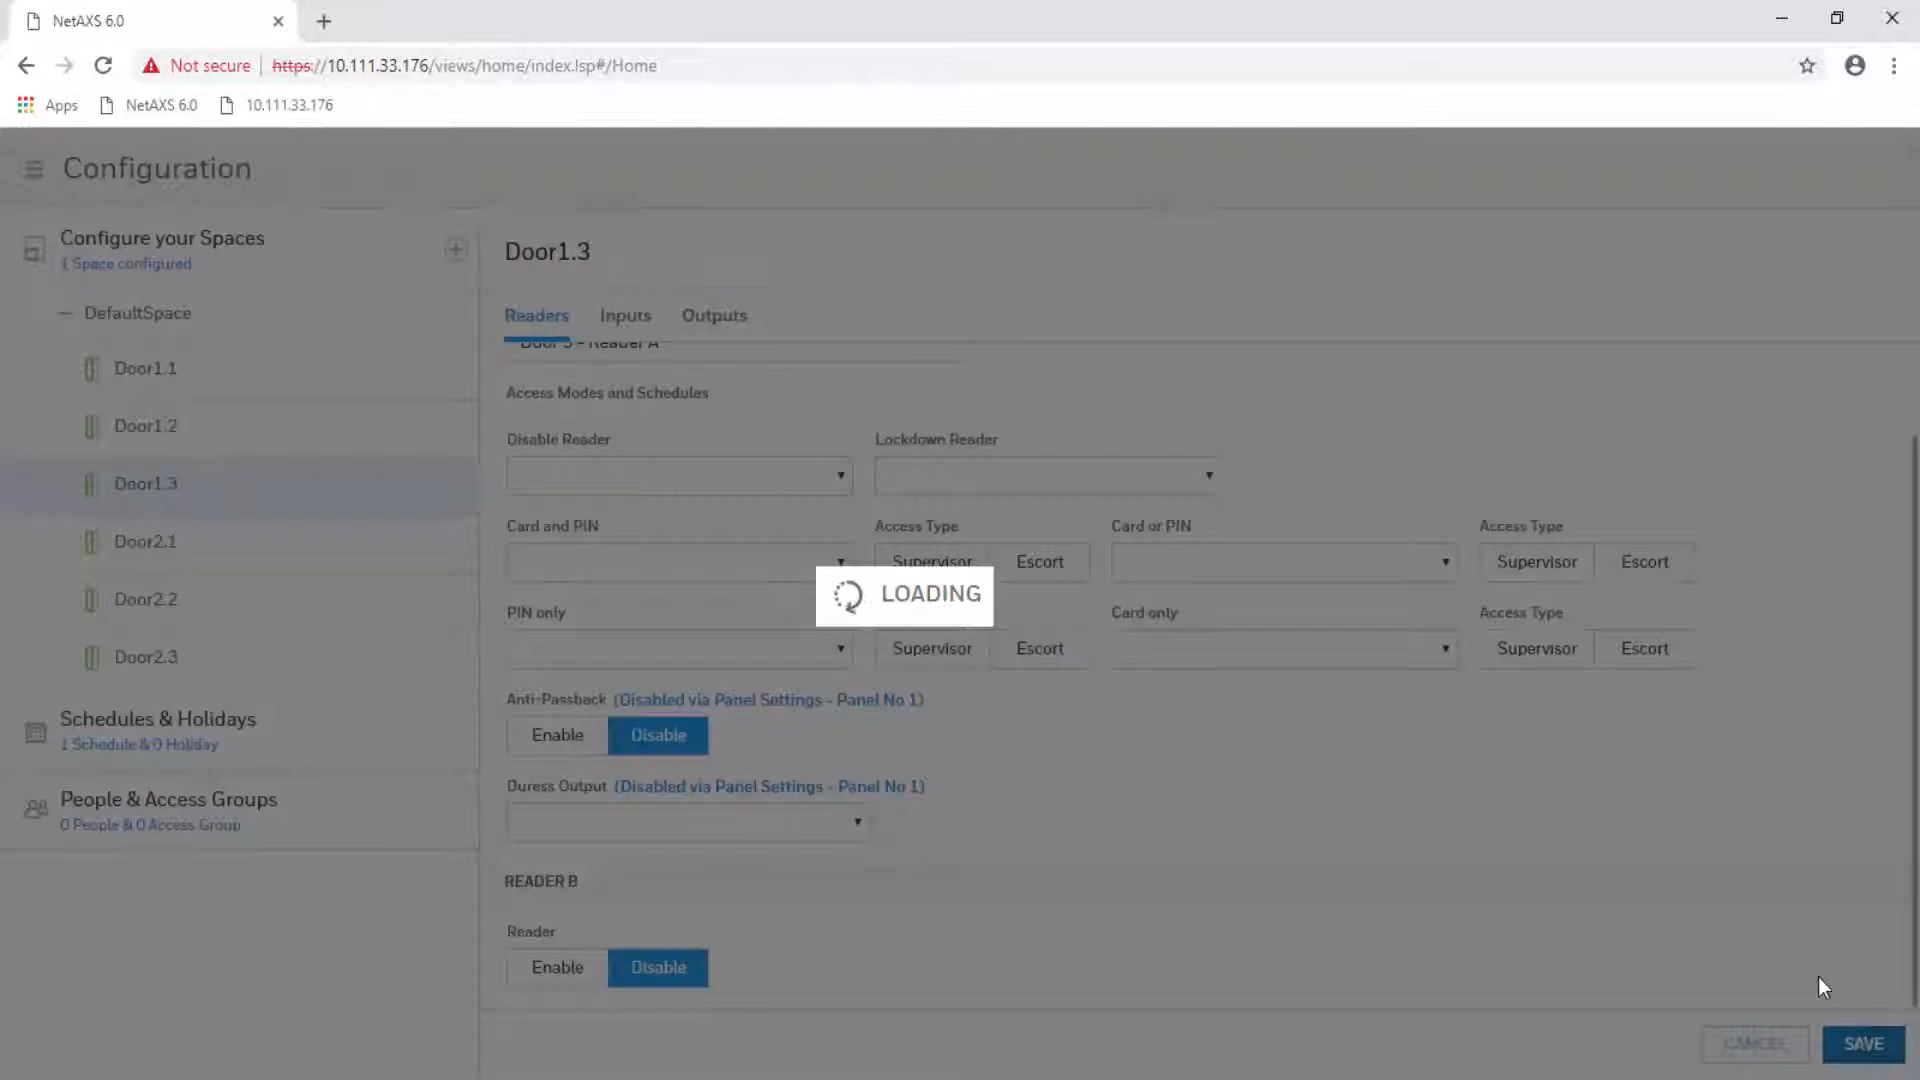 NetAXS 6.0
Not secure https://10.111.33.176/views/home/index.lsp#/Home
Apps NetAXS 6.0 10.111.33.176
Configuration
Configure your Spaces
1 Space configured
DefaultSpace
Door1.1
Door1.2
Door1.3
Door2.1
Door2.2
Door2.3
Schedules & Holidays
1 Schedule & 0 Holiday
People & Access Groups
0 People & 0 Access Group
Door1.3
Readers Inputs Outputs
Door 3 - Reader A
Access Modes and Schedules
Disable Reader Lockdown Reader
Card and PIN Access Type Card or PIN Access Type
Supervisor Escort Supervisor Escort
LOADING
PIN only Card only Access Type
Supervisor Escort Supervisor Escort
Anti-Passback (Disabled via Panel Settings - Panel No 1)
Enable Disable
Duress Output (Disabled via Panel Settings - Panel No 1)
READER B
Reader
Enable Disable
CANCEL SAVE